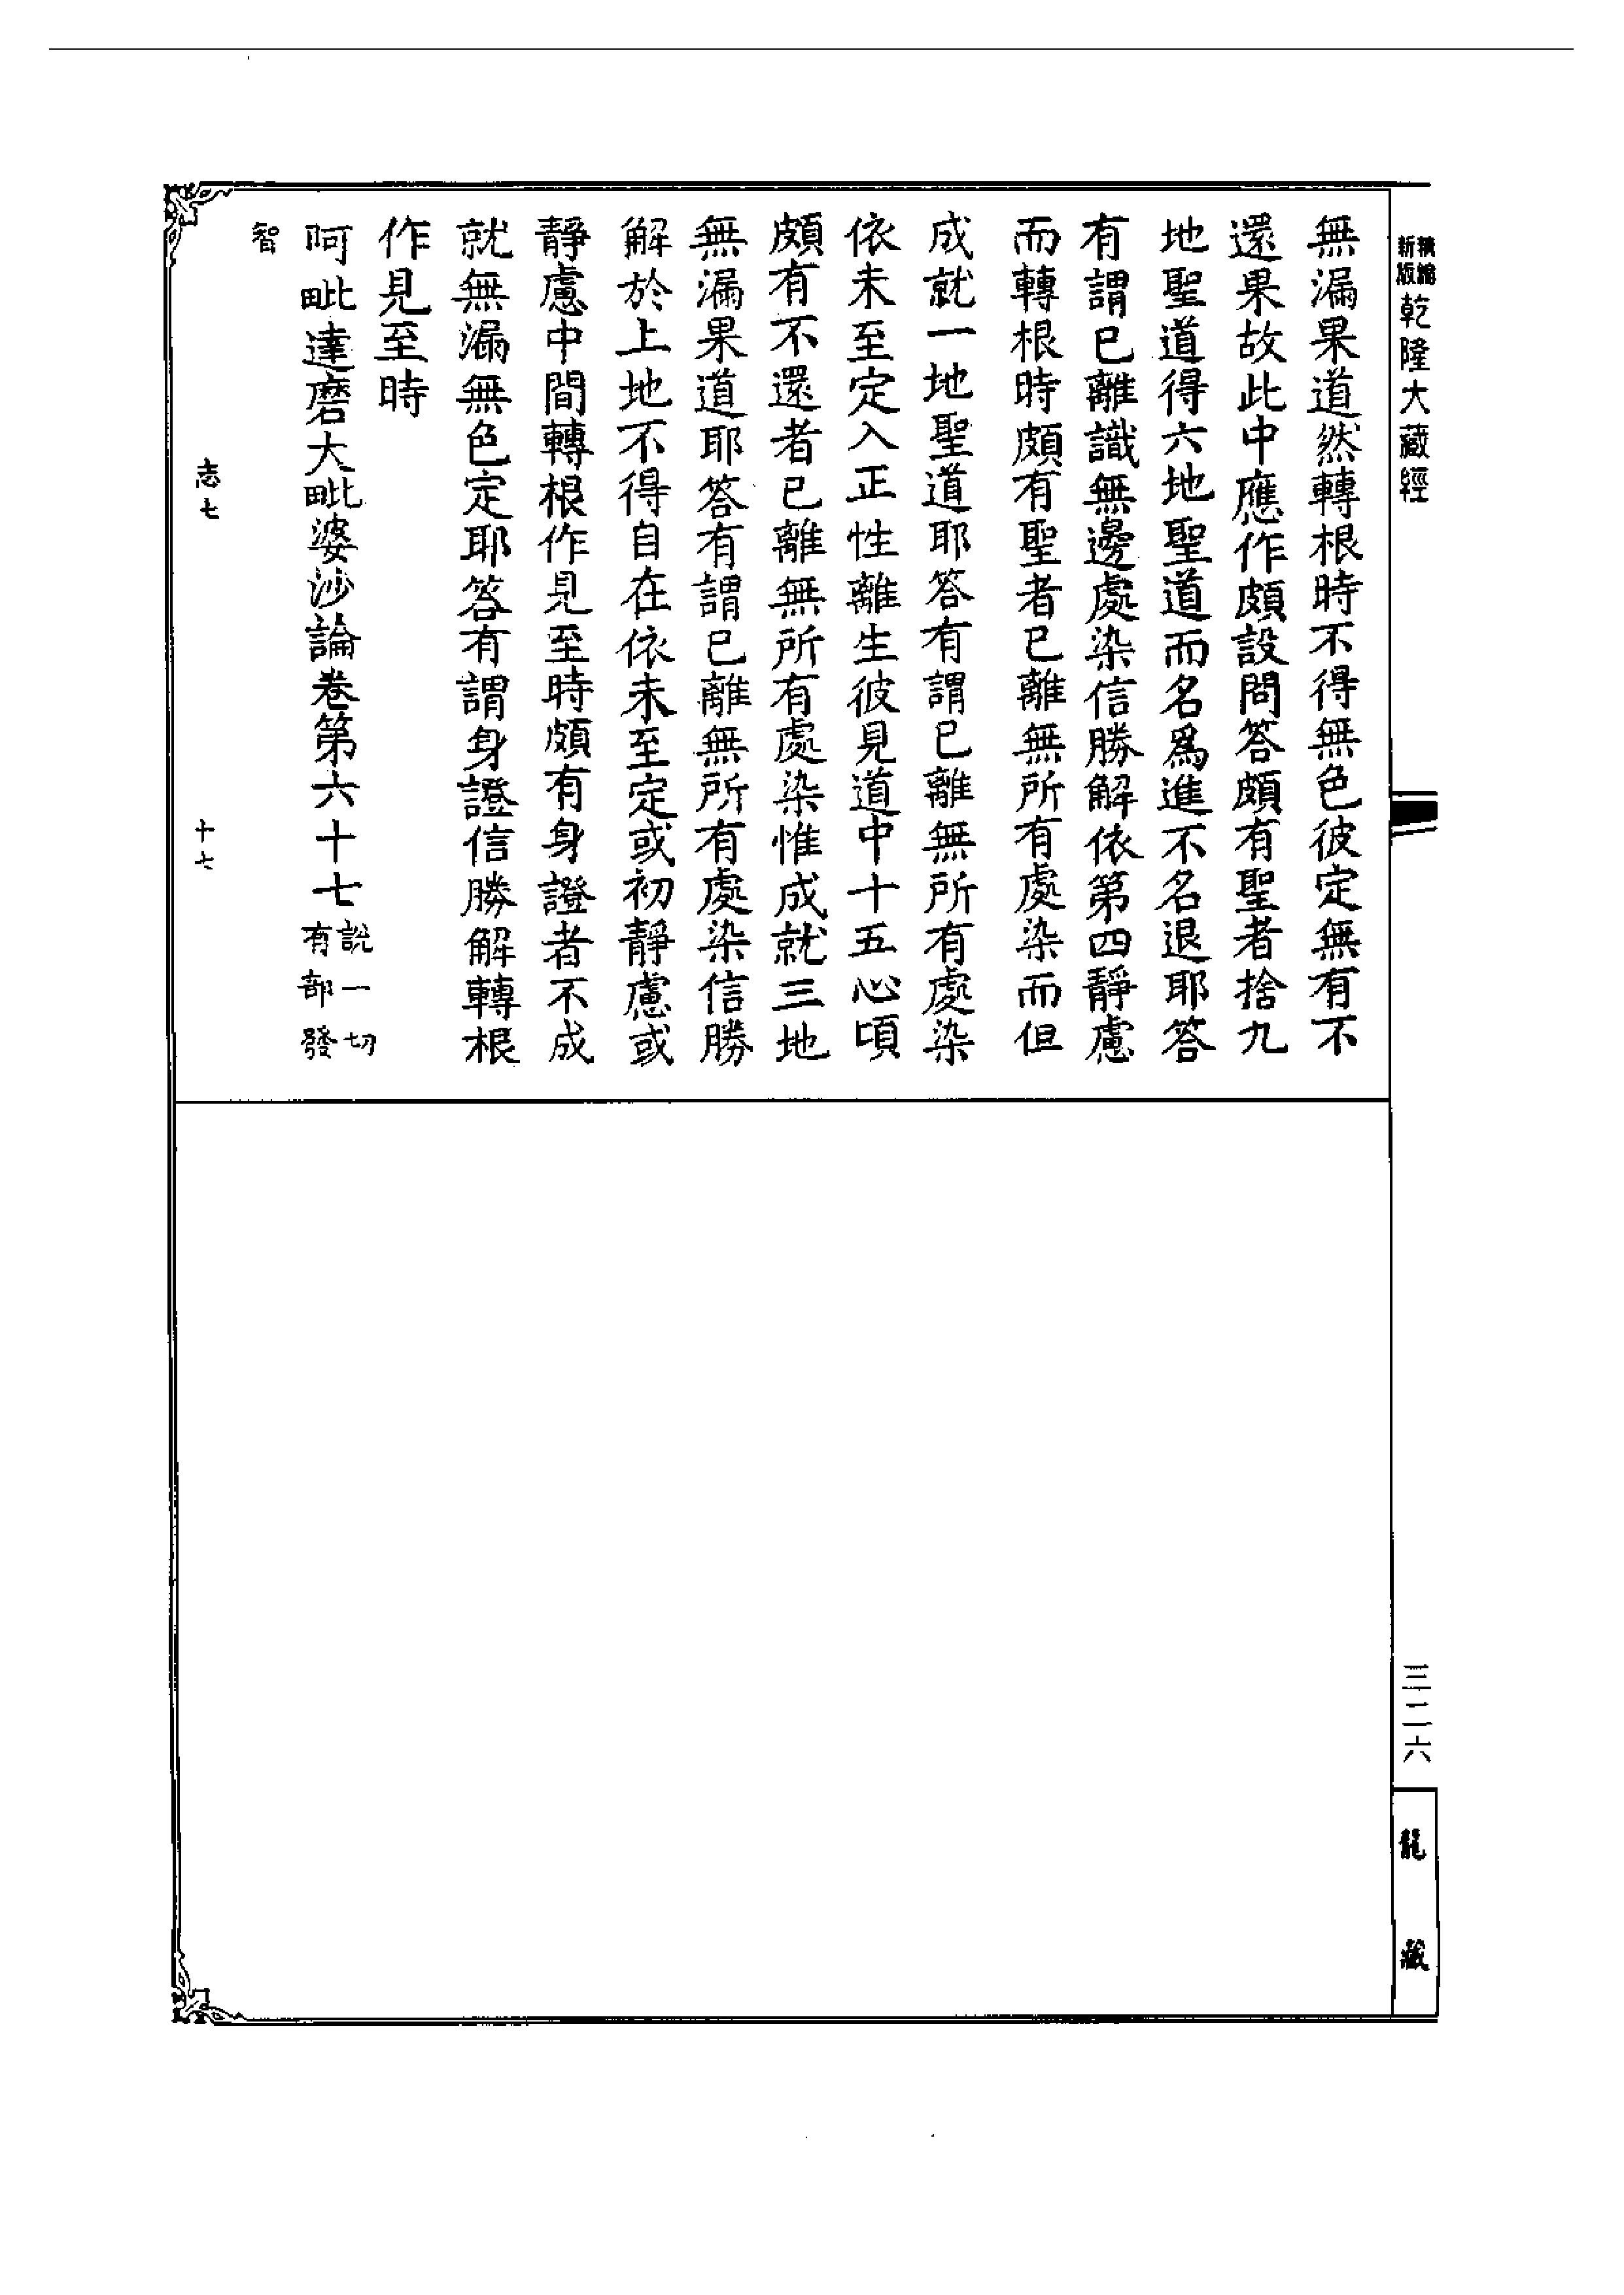 新版精縮乾隆大藏經
無漏果道然轉根時不得無色彼定無有不
還果故此中應作頗設問答頗有聖者捨九
地聖道得六地聖道而名爲進不名退耶答
有謂已離識無邊處染信勝解依第四靜慮
而轉根時頗有聖者已離無所有處染而但
成就一地聖道耶答有謂已離無所有處染
依未至定入正性離生彼見道中十五心頃
頗有不還者已離無所有處染惟成就三地
無漏果道耶答有謂已離無所有處染信勝
解於上地不得自在依未至定或初靜慮或
靜慮中間轉根作見至時頗有身證者不成
就無漏無色定耶答有謂身證信勝解轉根
作見至時
阿毗達磨大毗婆沙論卷第六十七說一切有部發
智
志七
十七
三二六
龍藏